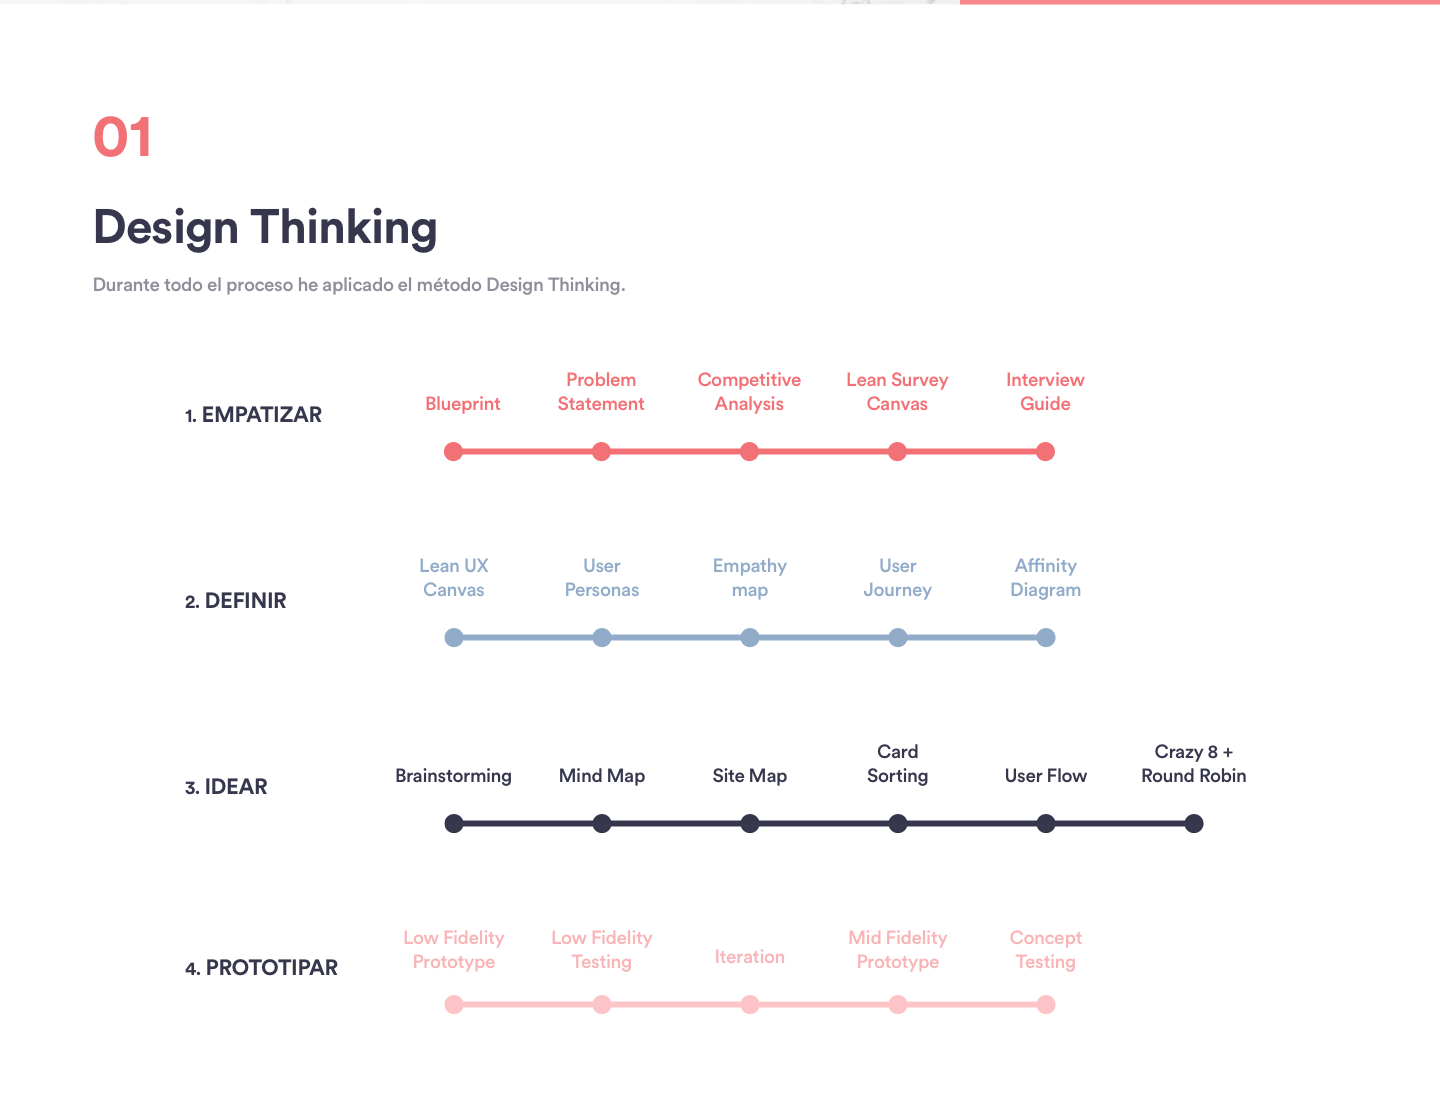 01
Design Thinking
Durante todo el proceso he aplicado el método Design Thinking.
1. EMPATIZAR
Blueprint
Problem
Statement
Competitive
Analysis
Lean Survey
Canvas
Interview
Guide
2. DEFINIR
Lean UX
Canvas
User
Personas
Empathy
map
User
Journey
Affinity
Diagram
3. IDEAR
Brainstorming
Mind Map
Site Map
Card
Sorting
User Flow
Crazy 8 +
Round Robin
4. PROTOTIPAR
Low Fidelity
Prototype
Low Fidelity
Testing
Iteration
Mid Fidelity
Prototype
Concept
Testing